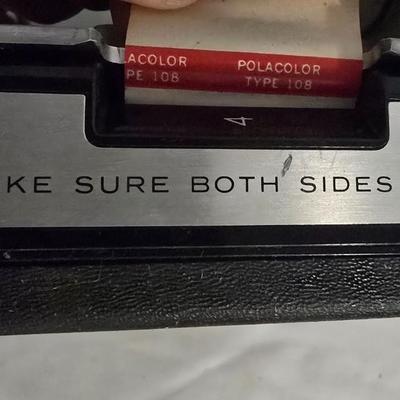 ACOLOR POLACOLOR
PE 108 TYPE 108
4
KE SURE BOTH SIDES